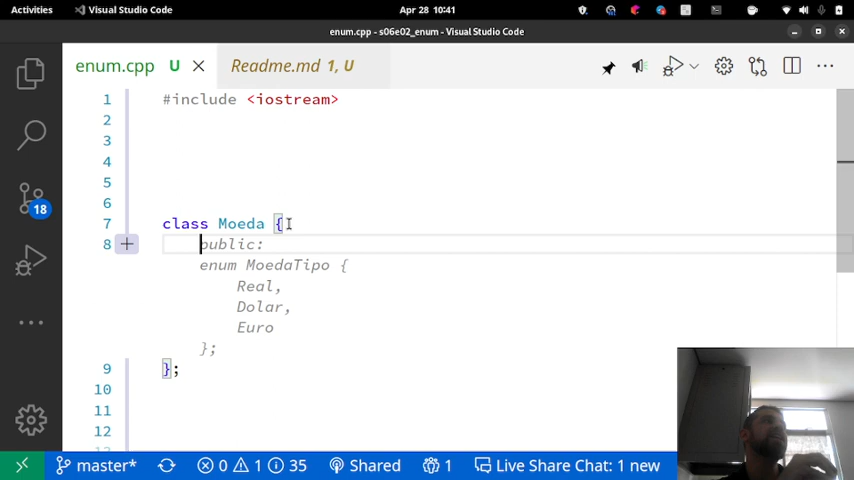 Activities Visual Studio Code Apr 28 10:41
enum.cpp - s06e02_enum - Visual Studio Code
enum.cpp U Readme.md 1, U
1 #include <iostream>
2
3
4
5
6
7 class Moeda {
8 public:
enum MoedaTipo {
Real,
Dolar,
Euro
};
9 };
10
11
12
18
master* 0 1 35 Shared 1 Live Share Chat: 1 new